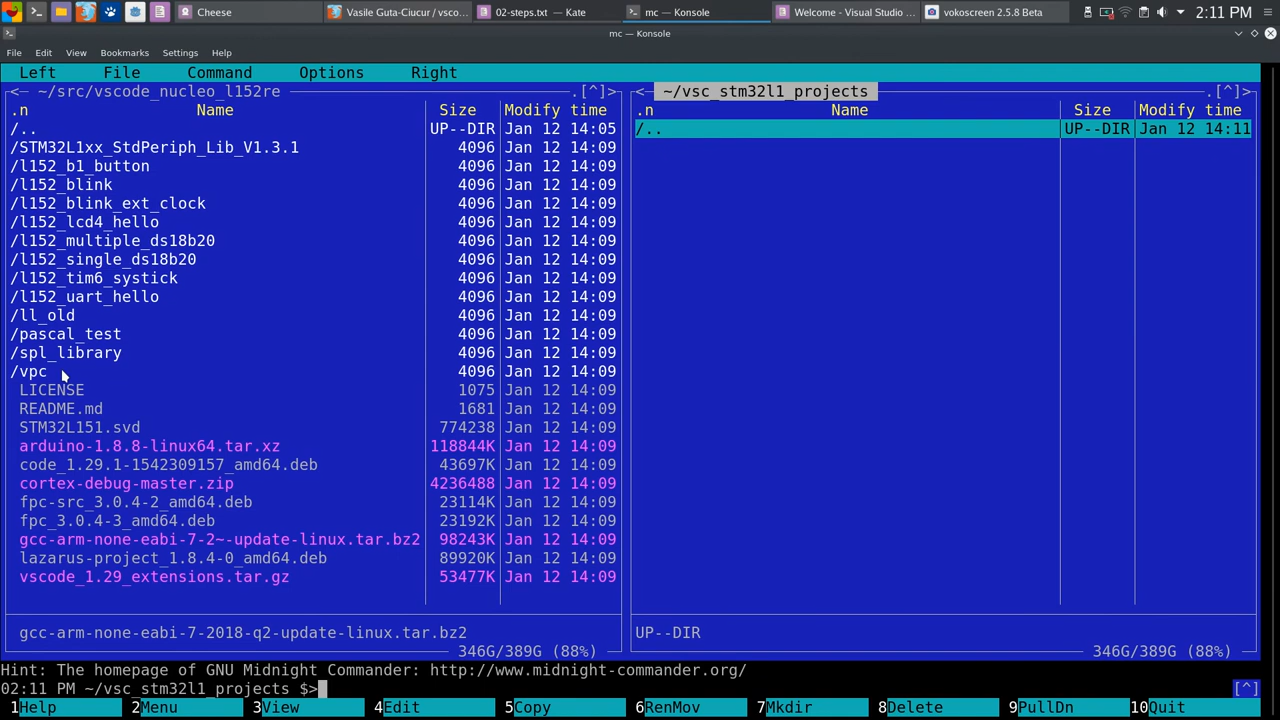 Cheese
Vasile Guta-Ciucur / vsco...
02-steps.txt — Kate
mc — Konsole
Welcome - Visual Studio ...
vokoscreen 2.5.8 Beta
2:11 PM
mc — Konsole
File Edit View Bookmarks Settings Help
Left File Command Options Right
<─ ~/src/vscode_nucleo_l152re .[^]>
.n Name Size Modify time
/.. UP--DIR Jan 12 14:05
/STM32L1xx_StdPeriph_Lib_V1.3.1 4096 Jan 12 14:09
/l152_b1_button 4096 Jan 12 14:09
/l152_blink 4096 Jan 12 14:09
/l152_blink_ext_clock 4096 Jan 12 14:09
/l152_lcd4_hello 4096 Jan 12 14:09
/l152_multiple_ds18b20 4096 Jan 12 14:09
/l152_single_ds18b20 4096 Jan 12 14:09
/l152_tim6_systick 4096 Jan 12 14:09
/l152_uart_hello 4096 Jan 12 14:09
/ll_old 4096 Jan 12 14:09
/pascal_test 4096 Jan 12 14:09
/spl_library 4096 Jan 12 14:09
/vpc 4096 Jan 12 14:09
LICENSE 1075 Jan 12 14:09
README.md 1681 Jan 12 14:09
STM32L151.svd 774238 Jan 12 14:09
arduino-1.8.8-linux64.tar.xz 118844K Jan 12 14:09
code_1.29.1-1542309157_amd64.deb 43697K Jan 12 14:09
cortex-debug-master.zip 4236488 Jan 12 14:09
fpc-src_3.0.4-2_amd64.deb 23114K Jan 12 14:09
fpc_3.0.4-3_amd64.deb 23192K Jan 12 14:09
gcc-arm-none-eabi-7-2~-update-linux.tar.bz2 98243K Jan 12 14:09
lazarus-project_1.8.4-0_amd64.deb 89920K Jan 12 14:09
vscode_1.29_extensions.tar.gz 53477K Jan 12 14:09
gcc-arm-none-eabi-7-2018-q2-update-linux.tar.bz2
346G/389G (88%)
<─ ~/vsc_stm32l1_projects .[^]>
.n Name Size Modify time
/.. UP--DIR Jan 12 14:11
UP--DIR
346G/389G (88%)
Hint: The homepage of GNU Midnight Commander: http://www.midnight-commander.org/
02:11 PM ~/vsc_stm32l1_projects $> [^]
1Help 2Menu 3View 4Edit 5Copy 6RenMov 7Mkdir 8Delete 9PullDn 10Quit